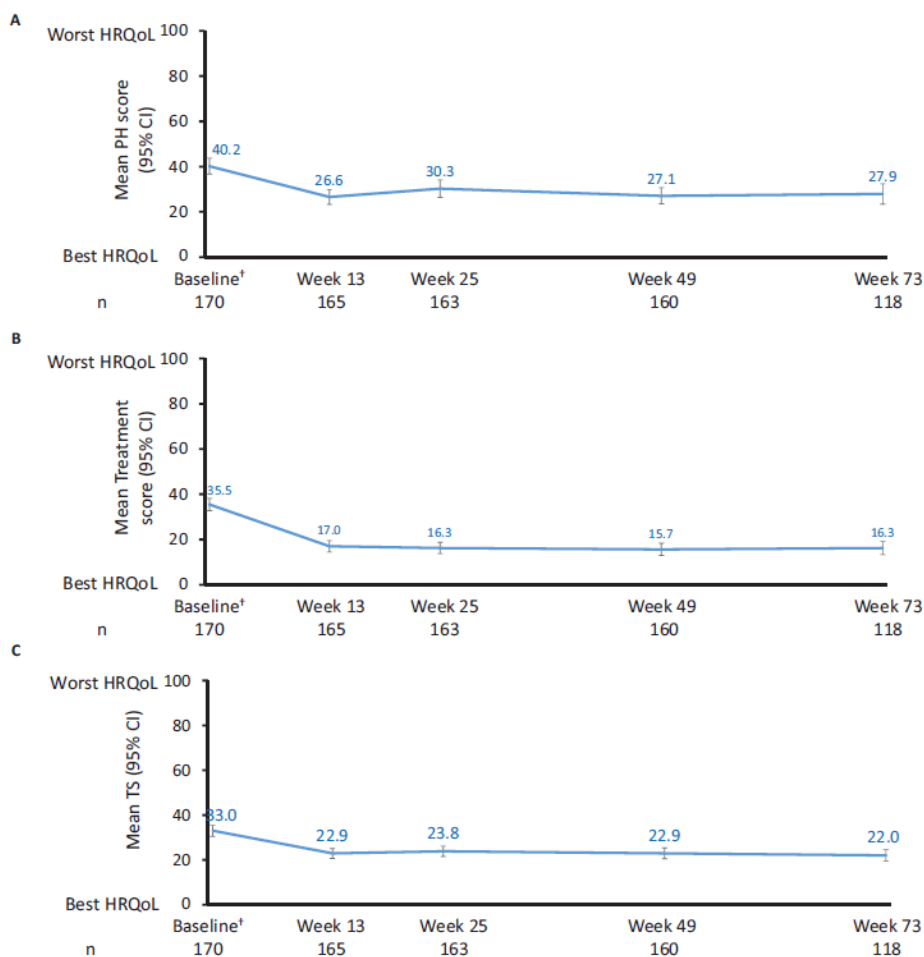 A
Worst HRQoL 100
80
60
40
20
Best HRQoL 0
Mean PH score
(95% CI)
40.2 26.6 30.3 27.1 27.9
Baseline† Week 13 Week 25 Week 49 Week 73
n 170 165 163 160 118
B
Worst HRQoL 100
80
60
40
20
Best HRQoL 0
Mean Treatment
score (95% CI)
35.5 17.0 16.3 15.7 16.3
Baseline† Week 13 Week 25 Week 49 Week 73
n 170 165 163 160 118
C
Worst HRQoL 100
80
60
40
20
Best HRQoL 0
Mean TS (95% CI)
33.0 22.9 23.8 22.9 22.0
Baseline† Week 13 Week 25 Week 49 Week 73
n 170 165 163 160 118